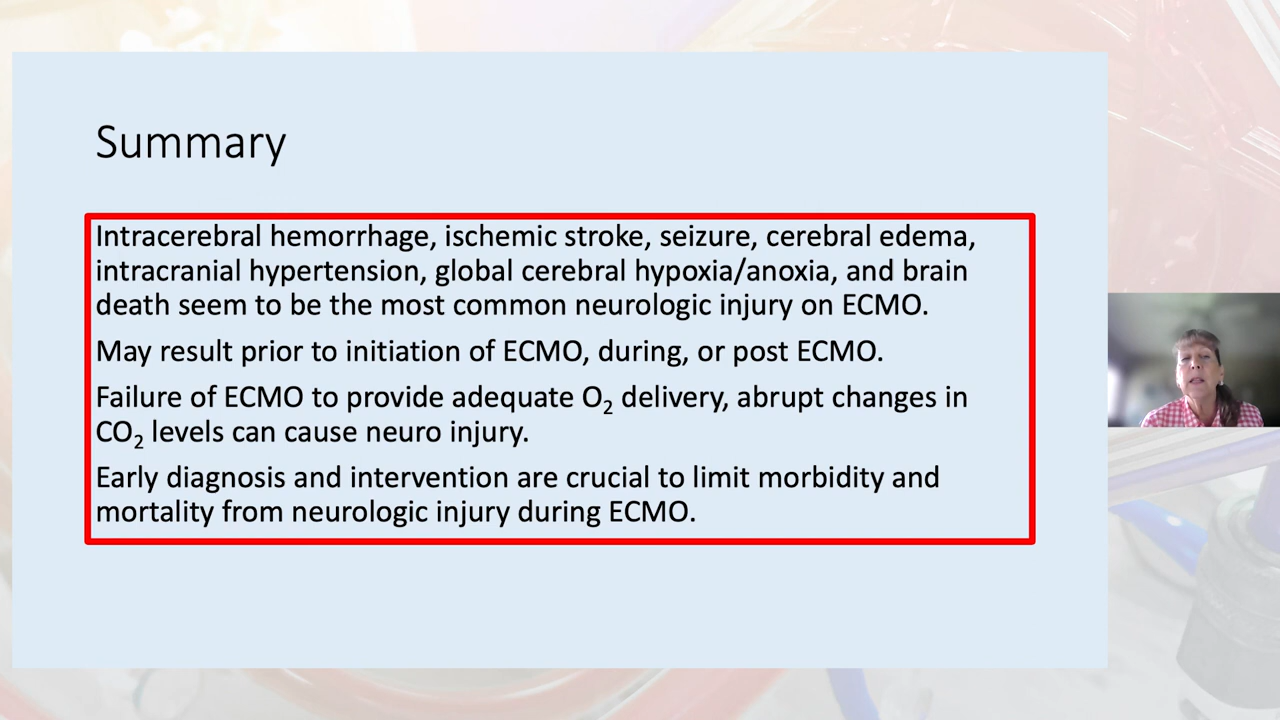 Summary
Intracerebral hemorrhage, ischemic stroke, seizure, cerebral edema,
intracranial hypertension, global cerebral hypoxia/anoxia, and brain
death seem to be the most common neurologic injury on ECMO.
May result prior to initiation of ECMO, during, or post ECMO.
Failure of ECMO to provide adequate O₂ delivery, abrupt changes in
CO₂ levels can cause neuro injury.
Early diagnosis and intervention are crucial to limit morbidity and
mortality from neurologic injury during ECMO.